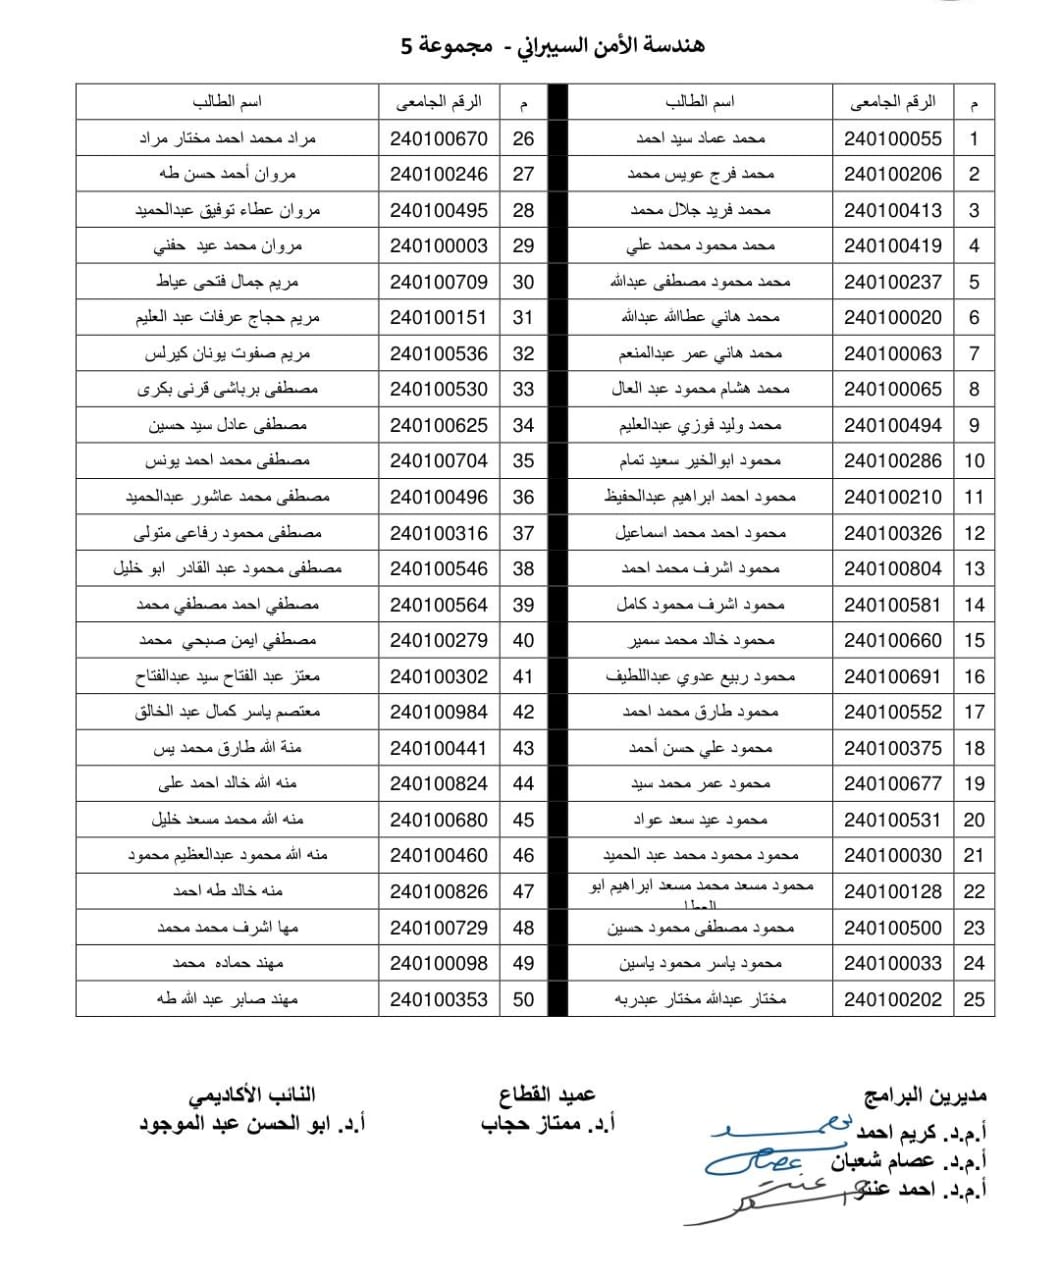 هندسة الأمن السيبراني - مجموعة 5
م الرقم الجامعى اسم الطالب م الرقم الجامعى اسم الطالب
1 240100055 محمد عماد سيد احمد 26 240100670 مراد محمد احمد مختار مراد
2 240100206 محمد فرج عويس محمد 27 240100246 مروان أحمد حسن طه
3 240100413 محمد فريد جلال محمد 28 240100495 مروان عطاء توفيق عبدالحميد
4 240100419 محمد محمود محمد علي 29 240100003 مروان محمد عيد حفني
5 240100237 محمد محمود مصطفى عبدالله 30 240100709 مريم جمال فتحى عياط
6 240100020 محمد هاني عطاالله عبدالله 31 240100151 مريم حجاج عرفات عبد العليم
7 240100063 محمد هاني عمر عبدالمنعم 32 240100536 مريم صفوت يونان كيرلس
8 240100065 محمد هشام محمود عبد العال 33 240100530 مصطفى برباشى قرنى بكرى
9 240100494 محمد وليد فوزي عبدالعليم 34 240100625 مصطفى عادل سيد حسين
10 240100286 محمود ابوالخير سعيد تمام 35 240100704 مصطفى محمد احمد يونس
11 240100210 محمود احمد ابراهيم عبدالحفيظ 36 240100496 مصطفى محمد عاشور عبدالحميد
12 240100326 محمود احمد محمد اسماعيل 37 240100316 مصطفى محمود رفاعى متولى
13 240100804 محمود اشرف محمد احمد 38 240100546 مصطفى محمود عبد القادر ابو خليل
14 240100581 محمود اشرف محمود كامل 39 240100564 مصطفي احمد مصطفي محمد
15 240100660 محمود خالد محمد سمير 40 240100279 مصطفي ايمن صبحي محمد
16 240100691 محمود ربيع عدوي عبداللطيف 41 240100302 معتز عبد الفتاح سيد عبدالفتاح
17 240100552 محمود طارق محمد احمد 42 240100984 معتصم ياسر كمال عبد الخالق
18 240100375 محمود علي حسن أحمد 43 240100441 منة الله طارق محمد يس
19 240100677 محمود عمر محمد سيد 44 240100824 منه الله خالد احمد على
20 240100531 محمود عيد سعد عواد 45 240100680 منه الله محمد مسعد خليل
21 240100030 محمود محمود محمد عبد الحميد 46 240100460 منه الله محمود عبدالعظيم محمود
22 240100128 محمود مسعد محمد مسعد ابراهيم ابو 47 240100826 منه خالد طه احمد
23 240100500 محمود مصطفى محمود حسين 48 240100729 مها اشرف محمد محمد
24 240100033 محمود ياسر محمود ياسين 49 240100098 مهند حماده محمد
25 240100202 مختار عبدالله مختار عبدربه 50 240100353 مهند صابر عبد الله طه
مديرين البرامج عميد القطاع النائب الأكاديمي
أ.م.د. كريم احمد أ.د. ممتاز حجاب أ.د. ابو الحسن عبد الموجود
أ.م.د. عصام شعبان
أ.م.د. احمد عنتر